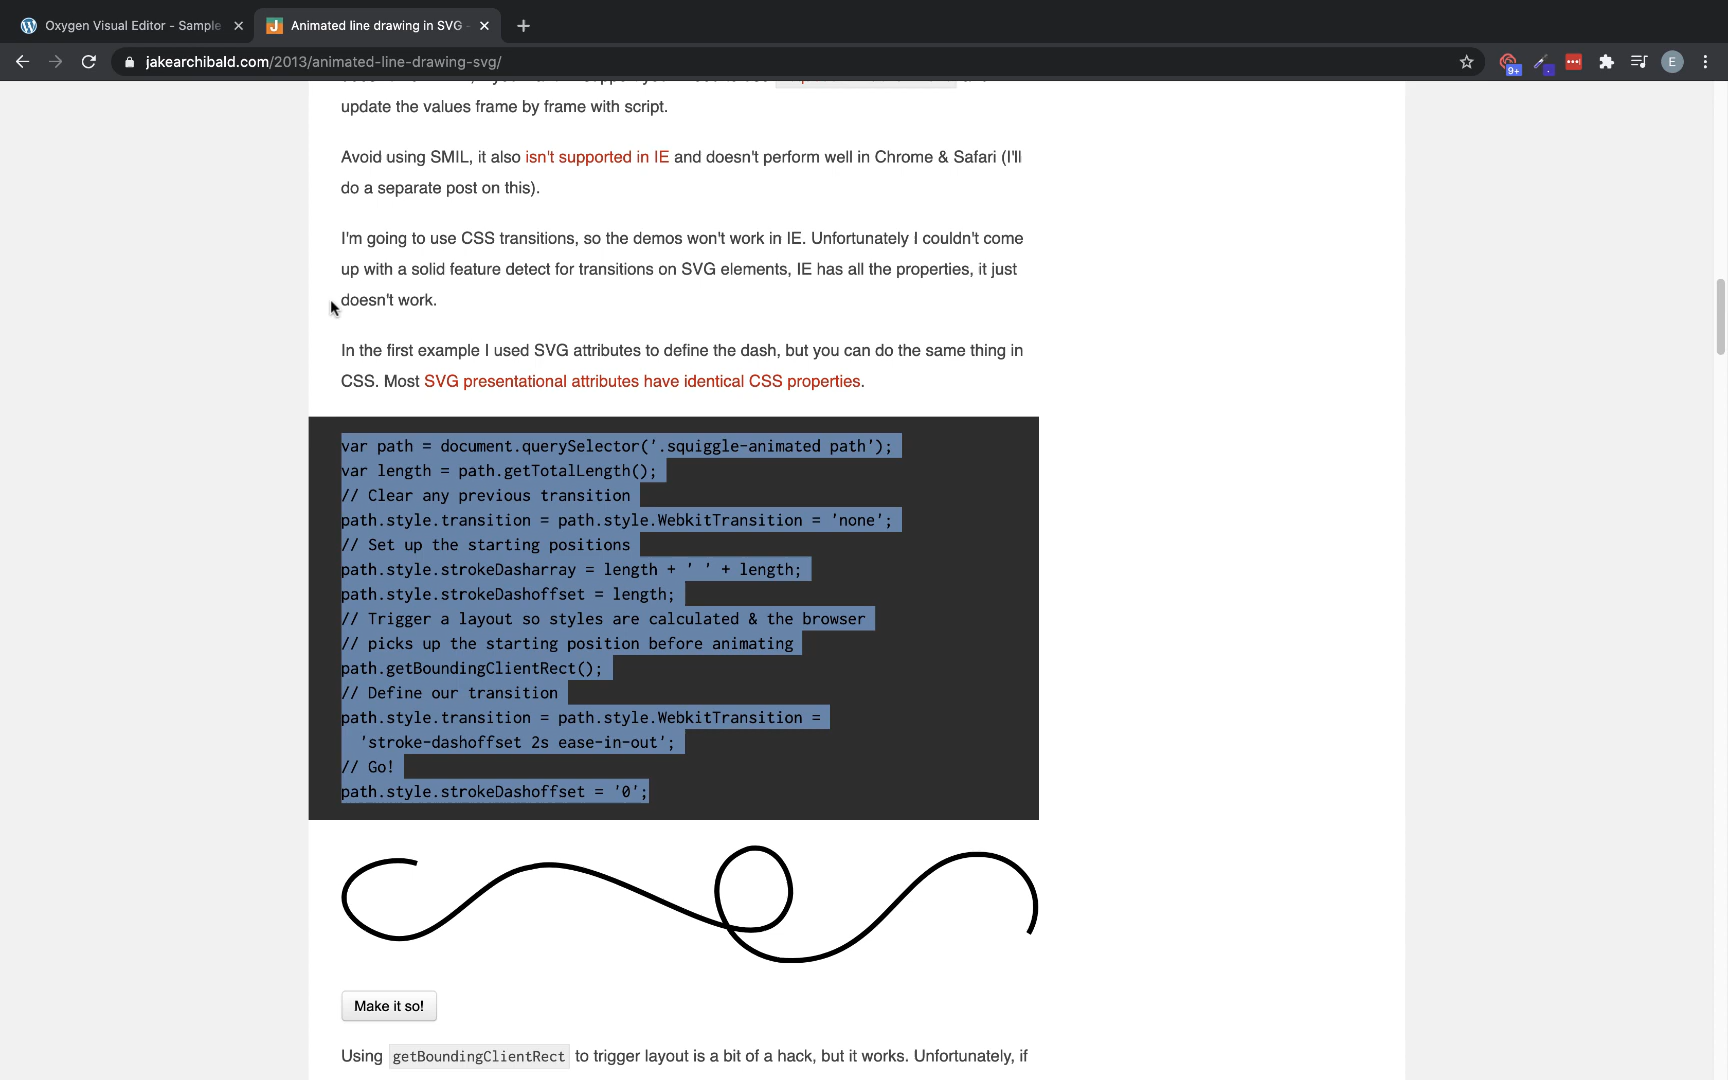 Oxygen Visual Editor - Sample
Animated line drawing in SVG -
jakearchibald.com/2013/animated-line-drawing-svg/
9+
E
update the values frame by frame with script.
Avoid using SMIL, it also isn't supported in IE and doesn't perform well in Chrome & Safari (I'll
do a separate post on this).
I'm going to use CSS transitions, so the demos won't work in IE. Unfortunately I couldn't come
up with a solid feature detect for transitions on SVG elements, IE has all the properties, it just
doesn't work.
In the first example I used SVG attributes to define the dash, but you can do the same thing in
CSS. Most SVG presentational attributes have identical CSS properties.
var path = document.querySelector('.squiggle-animated path');
var length = path.getTotalLength();
// Clear any previous transition
path.style.transition = path.style.WebkitTransition = 'none';
// Set up the starting positions
path.style.strokeDasharray = length + ' ' + length;
path.style.strokeDashoffset = length;
// Trigger a layout so styles are calculated & the browser
// picks up the starting position before animating
path.getBoundingClientRect();
// Define our transition
path.style.transition = path.style.WebkitTransition =
'stroke-dashoffset 2s ease-in-out';
// Go!
path.style.strokeDashoffset = '0';
Make it so!
Using getBoundingClientRect to trigger layout is a bit of a hack, but it works. Unfortunately, if